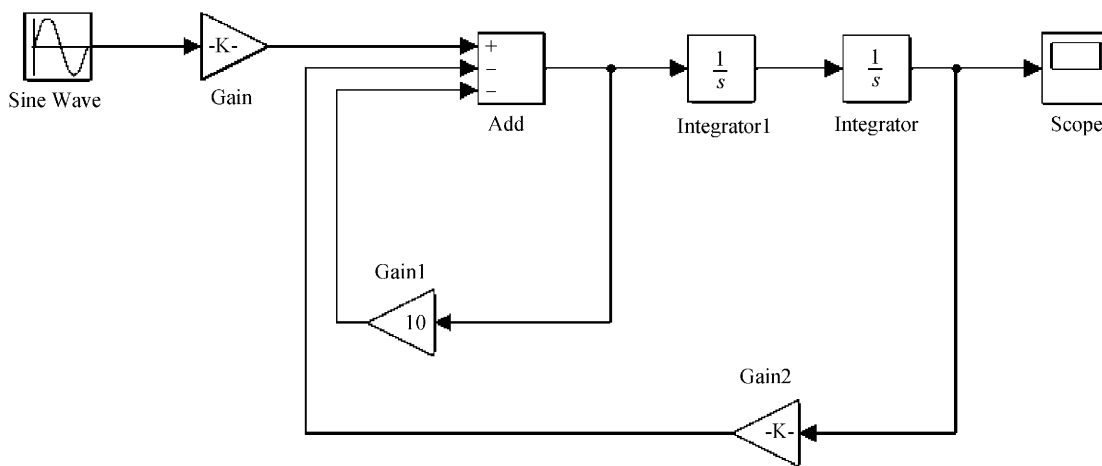 -K-
+
−
−
1
s
1
s
Sine Wave
Gain
Add
Integrator1
Integrator
Scope
Gain1
10
Gain2
-K-